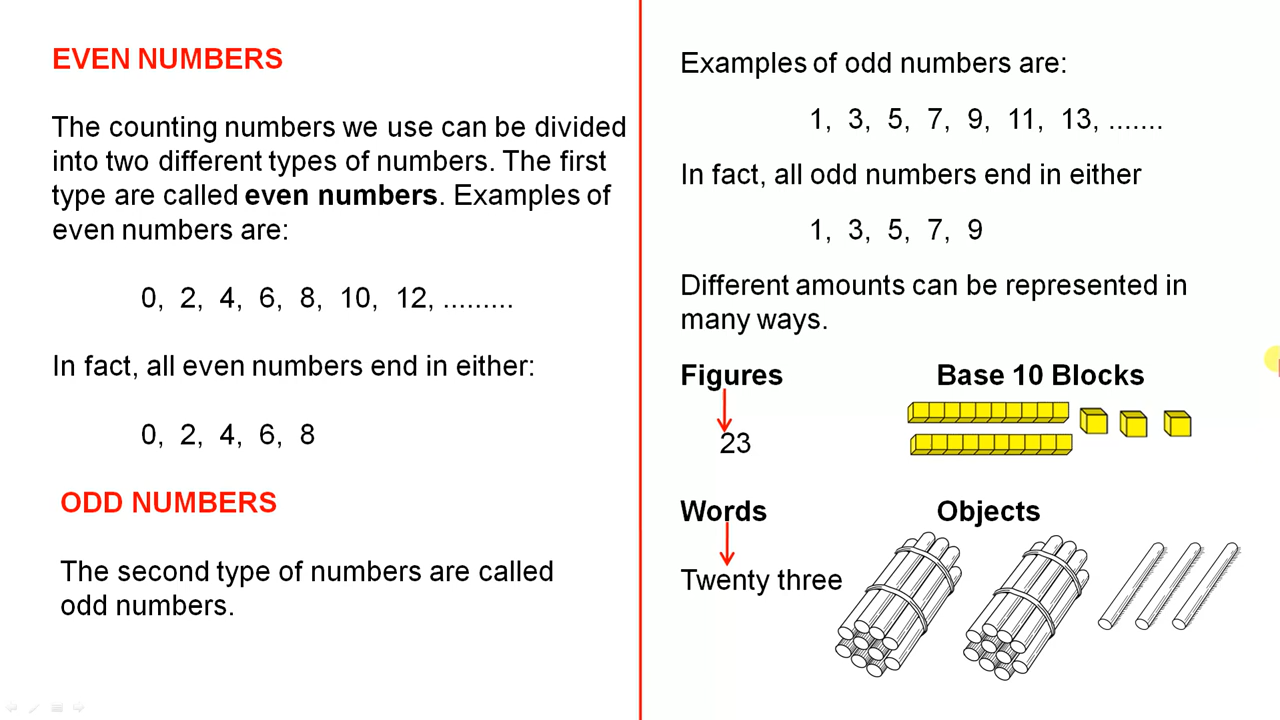 EVEN NUMBERS
The counting numbers we use can be divided
into two different types of numbers. The first
type are called even numbers. Examples of
even numbers are:
0, 2, 4, 6, 8, 10, 12, .........
In fact, all even numbers end in either:
0, 2, 4, 6, 8
ODD NUMBERS
The second type of numbers are called
odd numbers.
Examples of odd numbers are:
1, 3, 5, 7, 9, 11, 13, .......
In fact, all odd numbers end in either
1, 3, 5, 7, 9
Different amounts can be represented in
many ways.
Figures
23
Base 10 Blocks
Words
Twenty three
Objects